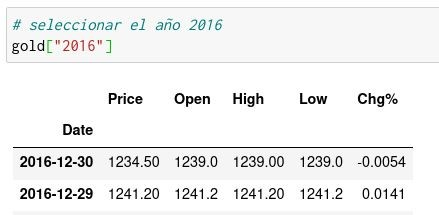 # seleccionar el año 2016
gold["2016"]
Price Open High Low Chg%
Date
2016-12-30 1234.50 1239.0 1239.00 1239.0 -0.0054
2016-12-29 1241.20 1241.2 1241.20 1241.2 0.0141